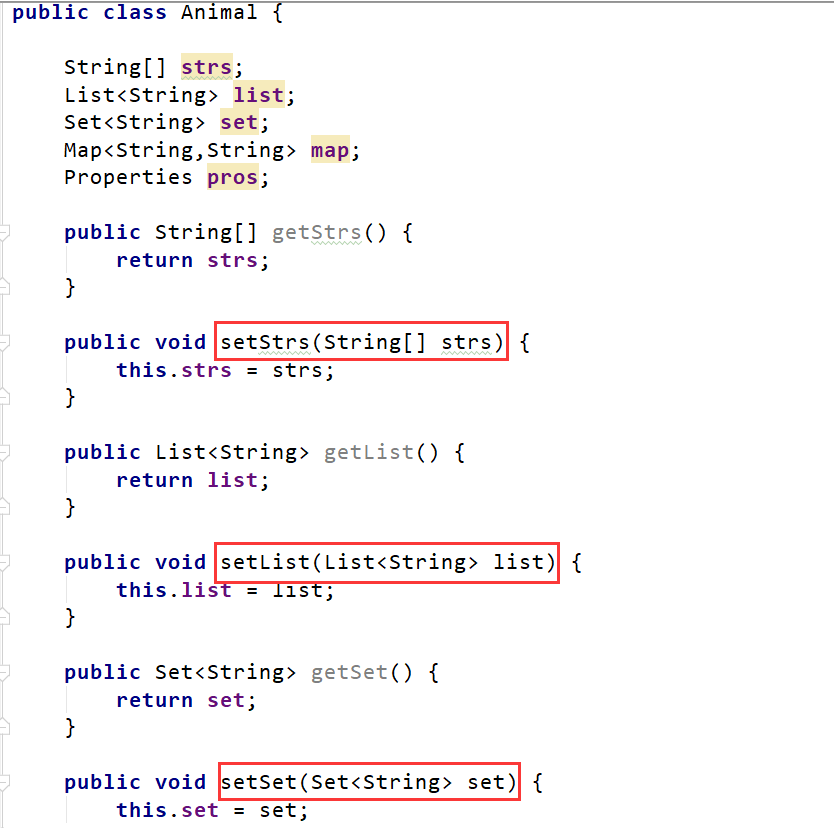 public class Animal {
String[] strs;
List<String> list;
Set<String> set;
Map<String,String> map;
Properties pros;
public String[] getStrs() {
return strs;
}
public void setStrs(String[] strs) {
this.strs = strs;
}
public List<String> getList() {
return list;
}
public void setList(List<String> list) {
this.list = list;
}
public Set<String> getSet() {
return set;
}
public void setSet(Set<String> set) {
this.set = set;